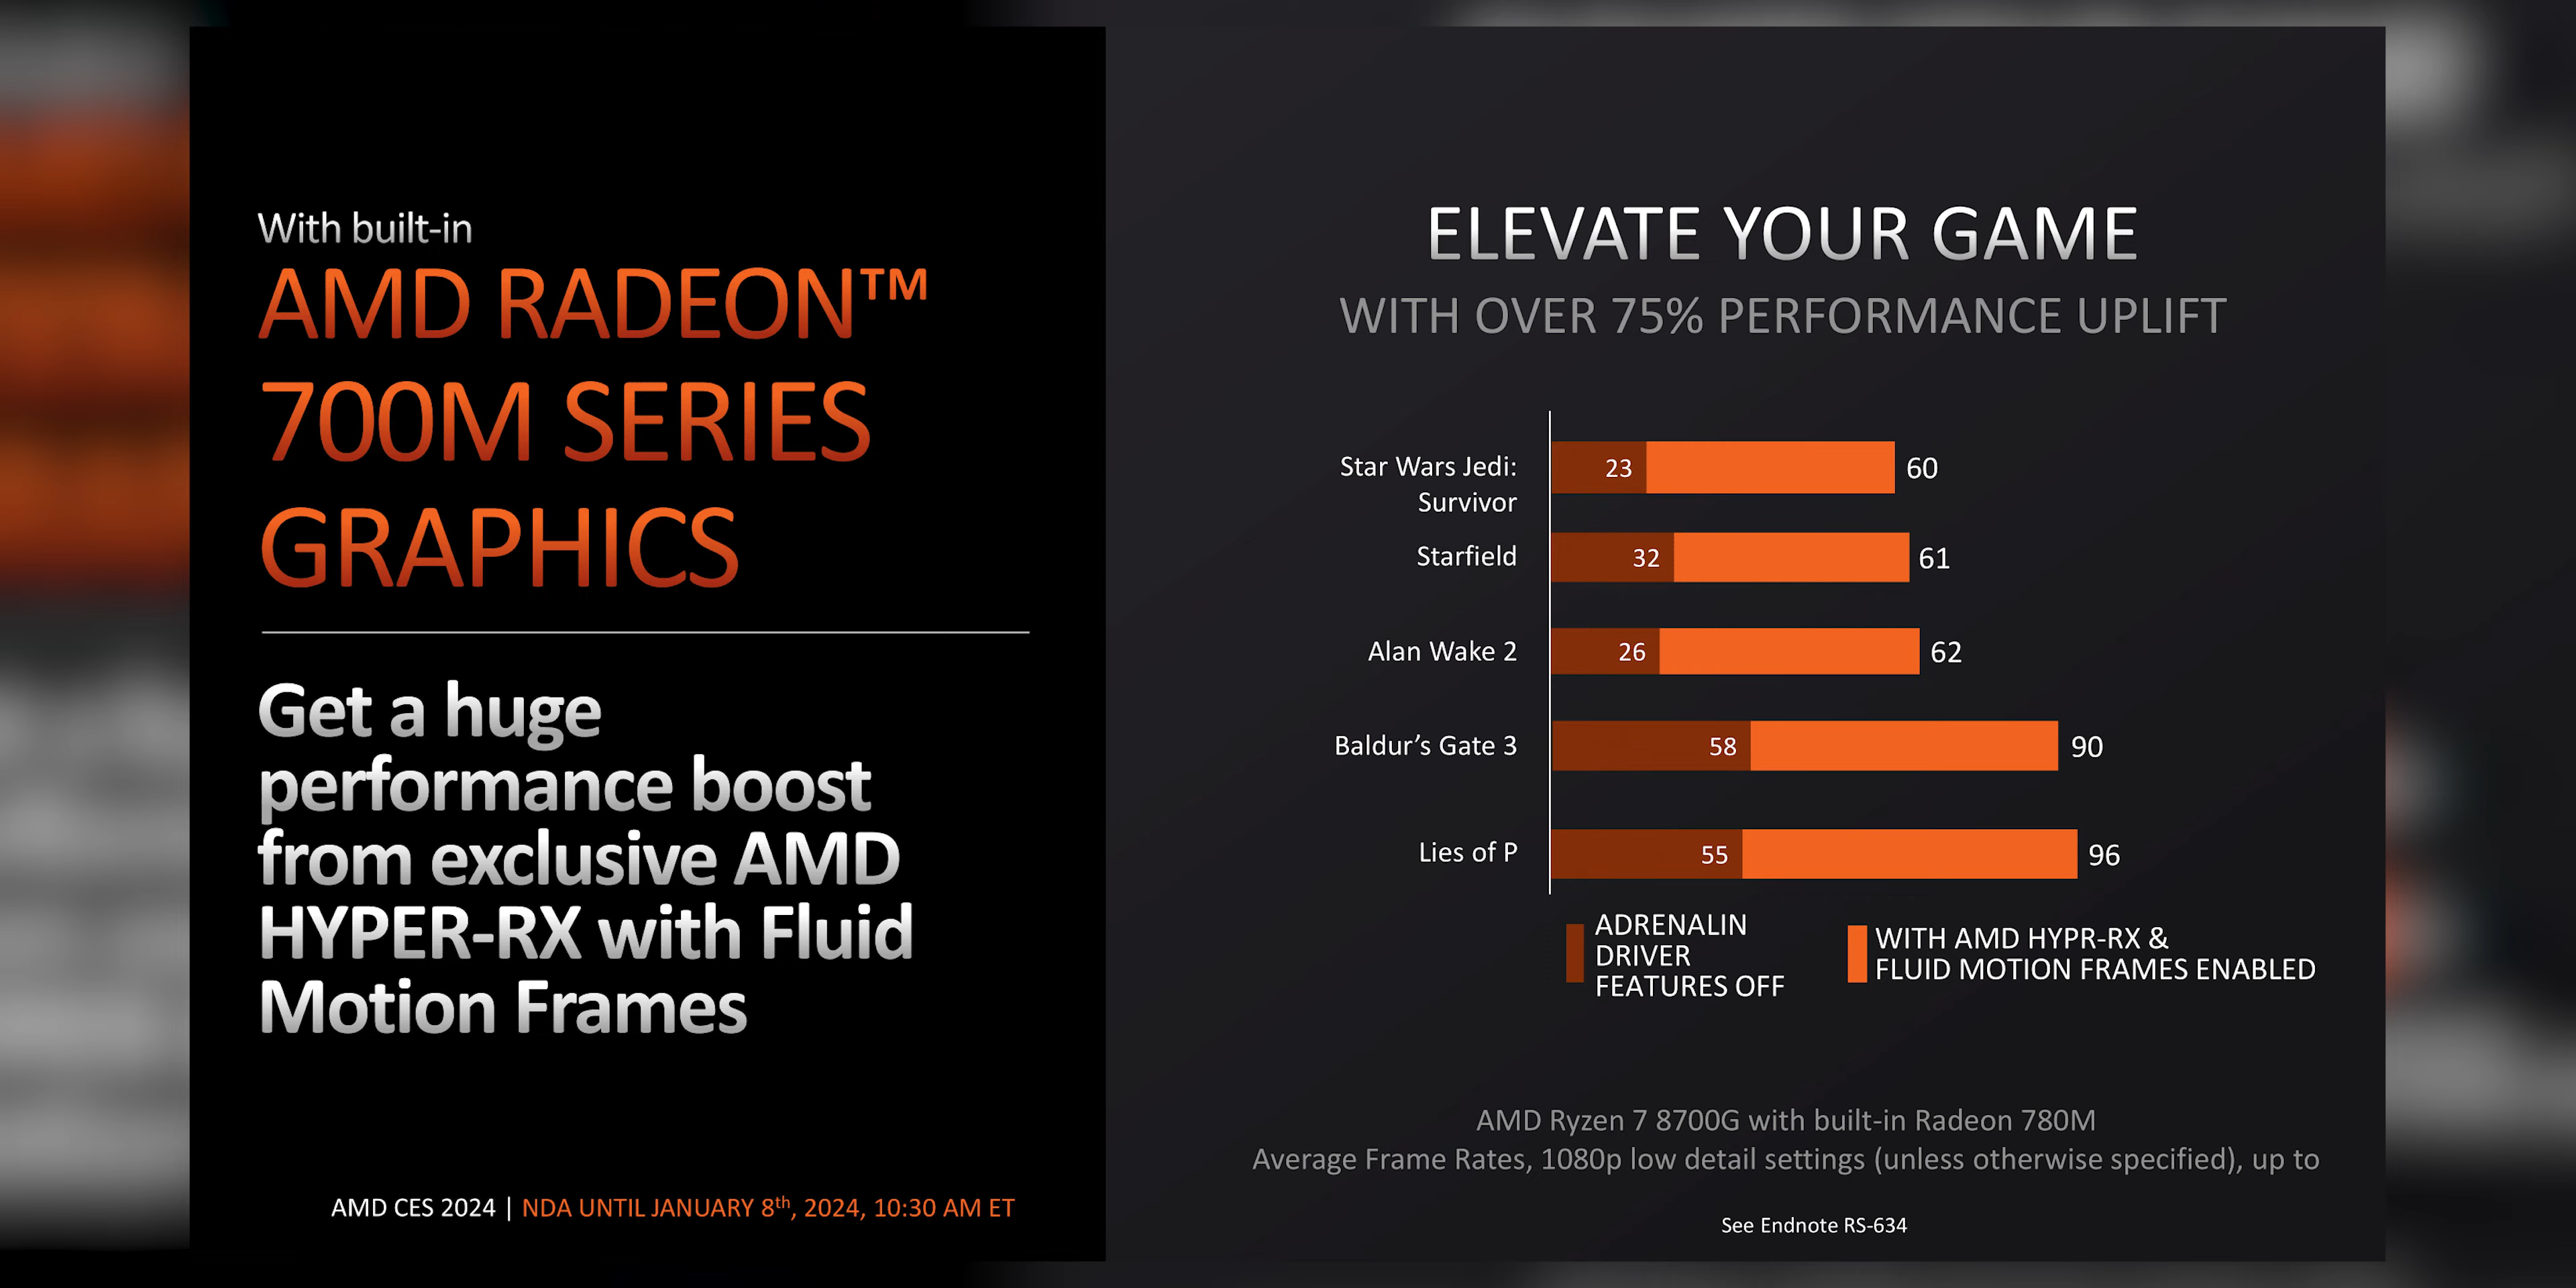 With built-in
AMD RADEON™
700M SERIES
GRAPHICS
Get a huge
performance boost
from exclusive AMD
HYPER-RX with Fluid
Motion Frames
AMD CES 2024 | NDA UNTIL JANUARY 8th, 2024, 10:30 AM ET
ELEVATE YOUR GAME
WITH OVER 75% PERFORMANCE UPLIFT
Star Wars Jedi:
Survivor
23
60
Starfield
32
61
Alan Wake 2
26
62
Baldur’s Gate 3
58
90
Lies of P
55
96
ADRENALIN
DRIVER
FEATURES OFF
WITH AMD HYPR-RX &
FLUID MOTION FRAMES ENABLED
AMD Ryzen 7 8700G with built-in Radeon 780M
Average Frame Rates, 1080p low detail settings (unless otherwise specified), up to
See Endnote RS-634